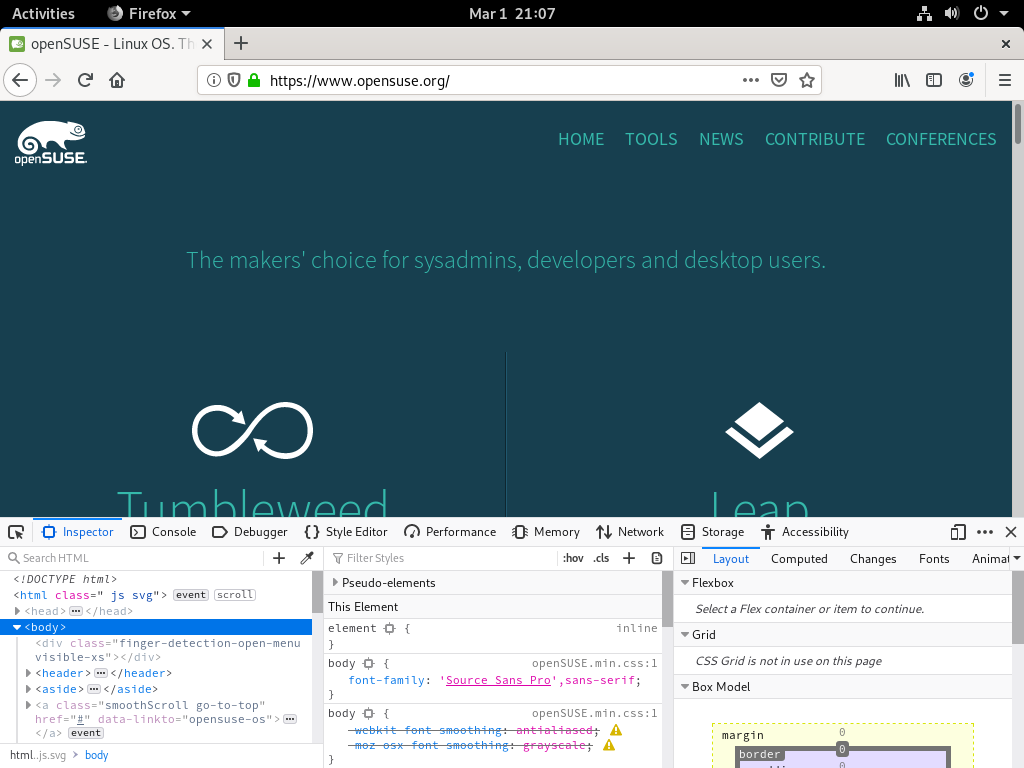 Activities Firefox Mar 1 21:07
openSUSE - Linux OS. Th
https://www.opensuse.org/
openSUSE.
HOME TOOLS NEWS CONTRIBUTE CONFERENCES
The makers' choice for sysadmins, developers and desktop users.
Tumbleweed Leap
Inspector Console Debugger Style Editor Performance Memory Network Storage Accessibility
Search HTML
<!DOCTYPE html>
<html class=" js svg"> event scroll
<head></head>
<body>
<div class="finger-detection-open-menu
visible-xs"></div>
<header></header>
<aside></aside>
<a class="smoothScroll go-to-top"
href="#" data-linkto="opensuse-os">
</a> event
html.js.svg > body
Filter Styles :hov .cls
Pseudo-elements
This Element
element { inline
}
body { openSUSE.min.css:1
font-family: 'Source Sans Pro',sans-serif;
}
body { openSUSE.min.css:1
-webkit-font-smoothing: antialiased;
-moz-osx-font-smoothing: grayscale;
}
Layout Computed Changes Fonts Animat
Flexbox
Select a Flex container or item to continue.
Grid
CSS Grid is not in use on this page
Box Model
margin 0
border 0
0